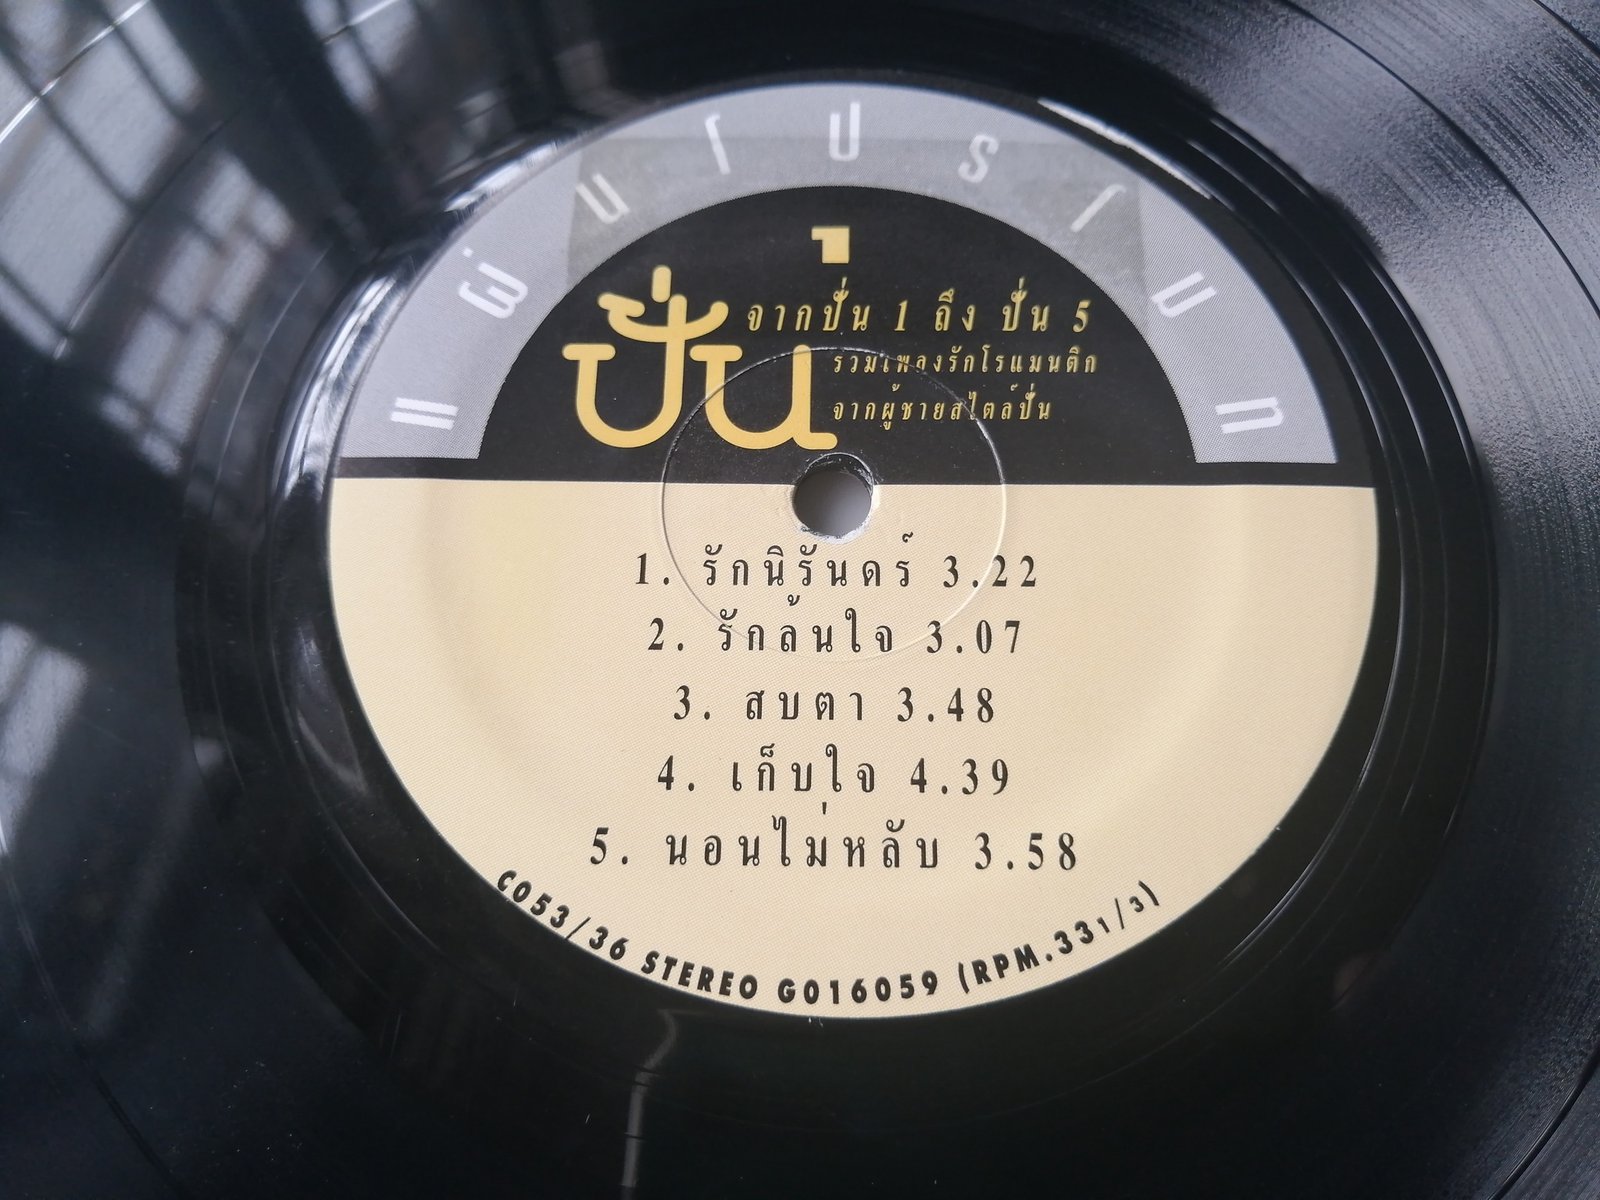 แผ่นโปรโมท
ปั่น
จากปั่น 1 ถึง ปั่น 5
รวมเพลงรักโรแมนติก
จากผู้ชายสไตล์ปั่น
1. รักนิรันดร์ 3.22
2. รักล้นใจ 3.07
3. สบตา 3.48
4. เก็บใจ 4.39
5. นอนไม่หลับ 3.58
C053/36 STEREO G016059 (RPM.331/3)